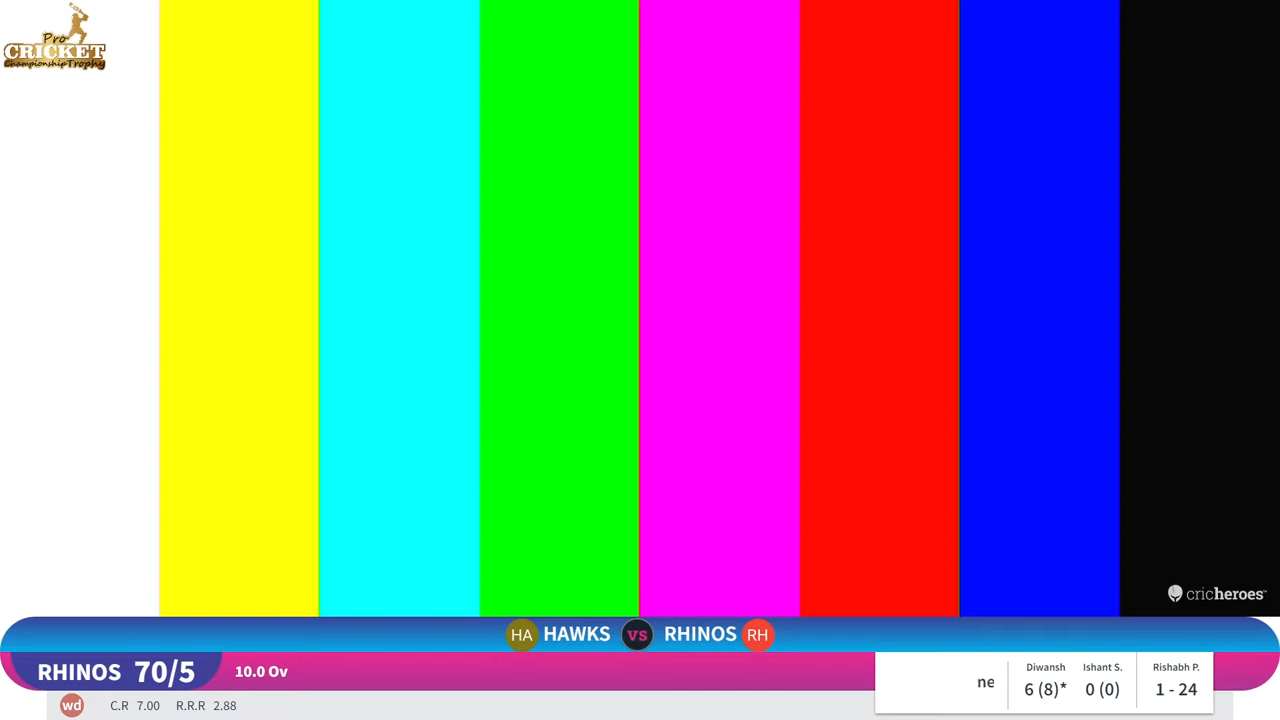 Pro
CRICKET
Championship Trophy
cricheroes
HA HAWKS VS RHINOS RH
RHINOS 70/5 10.0 Ov
ne
Diwansh Ishant S. Rishabh P.
6 (8)* 0 (0) 1 - 24
wd C.R 7.00 R.R.R 2.88